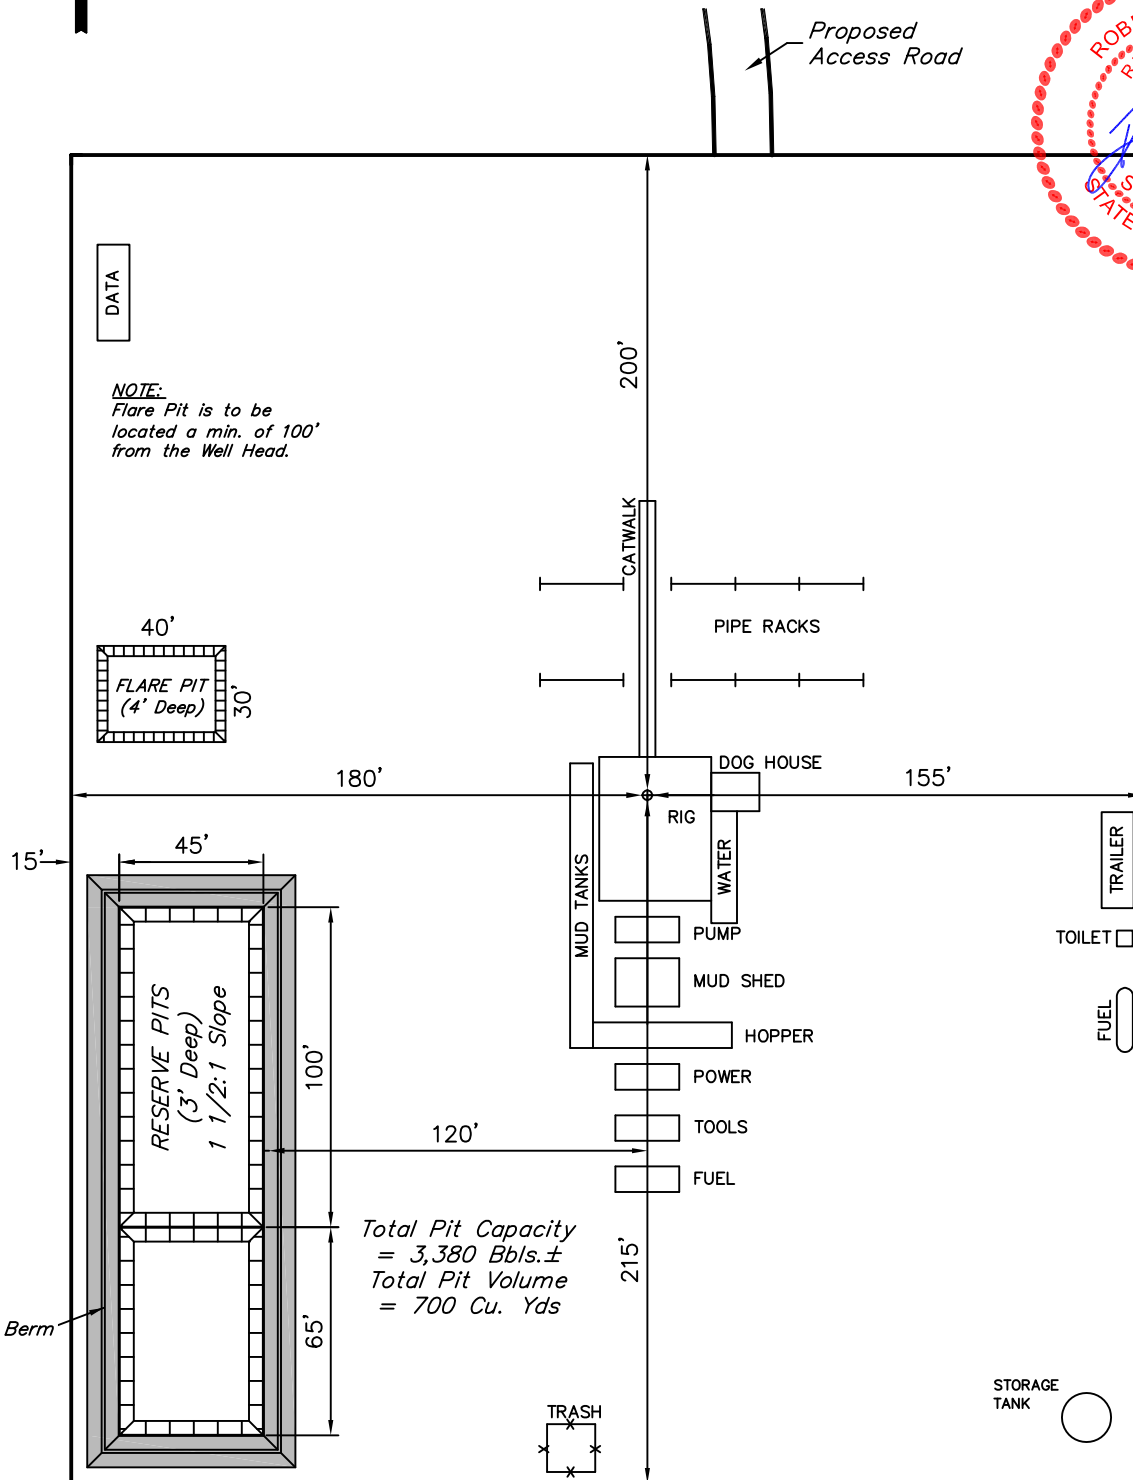 Proposed
Access Road
DATA
200'
NOTE:
Flare Pit is to be
located a min. of 100'
from the Well Head.
CATWALK
PIPE RACKS
40'
FLARE PIT
(4' Deep)
30'
DOG HOUSE
180'
155'
RIG
15'
45'
MUD TANKS
WATER
TRAILER
PUMP
TOILET
MUD SHED
FUEL
RESERVE PITS
(3' Deep)
1 1/2:1 Slope
100'
HOPPER
POWER
120'
TOOLS
FUEL
Total Pit Capacity
= 3,380 Bbls.±
Total Pit Volume
= 700 Cu. Yds
215'
Berm
65'
STORAGE
TANK
TRASH
STATE